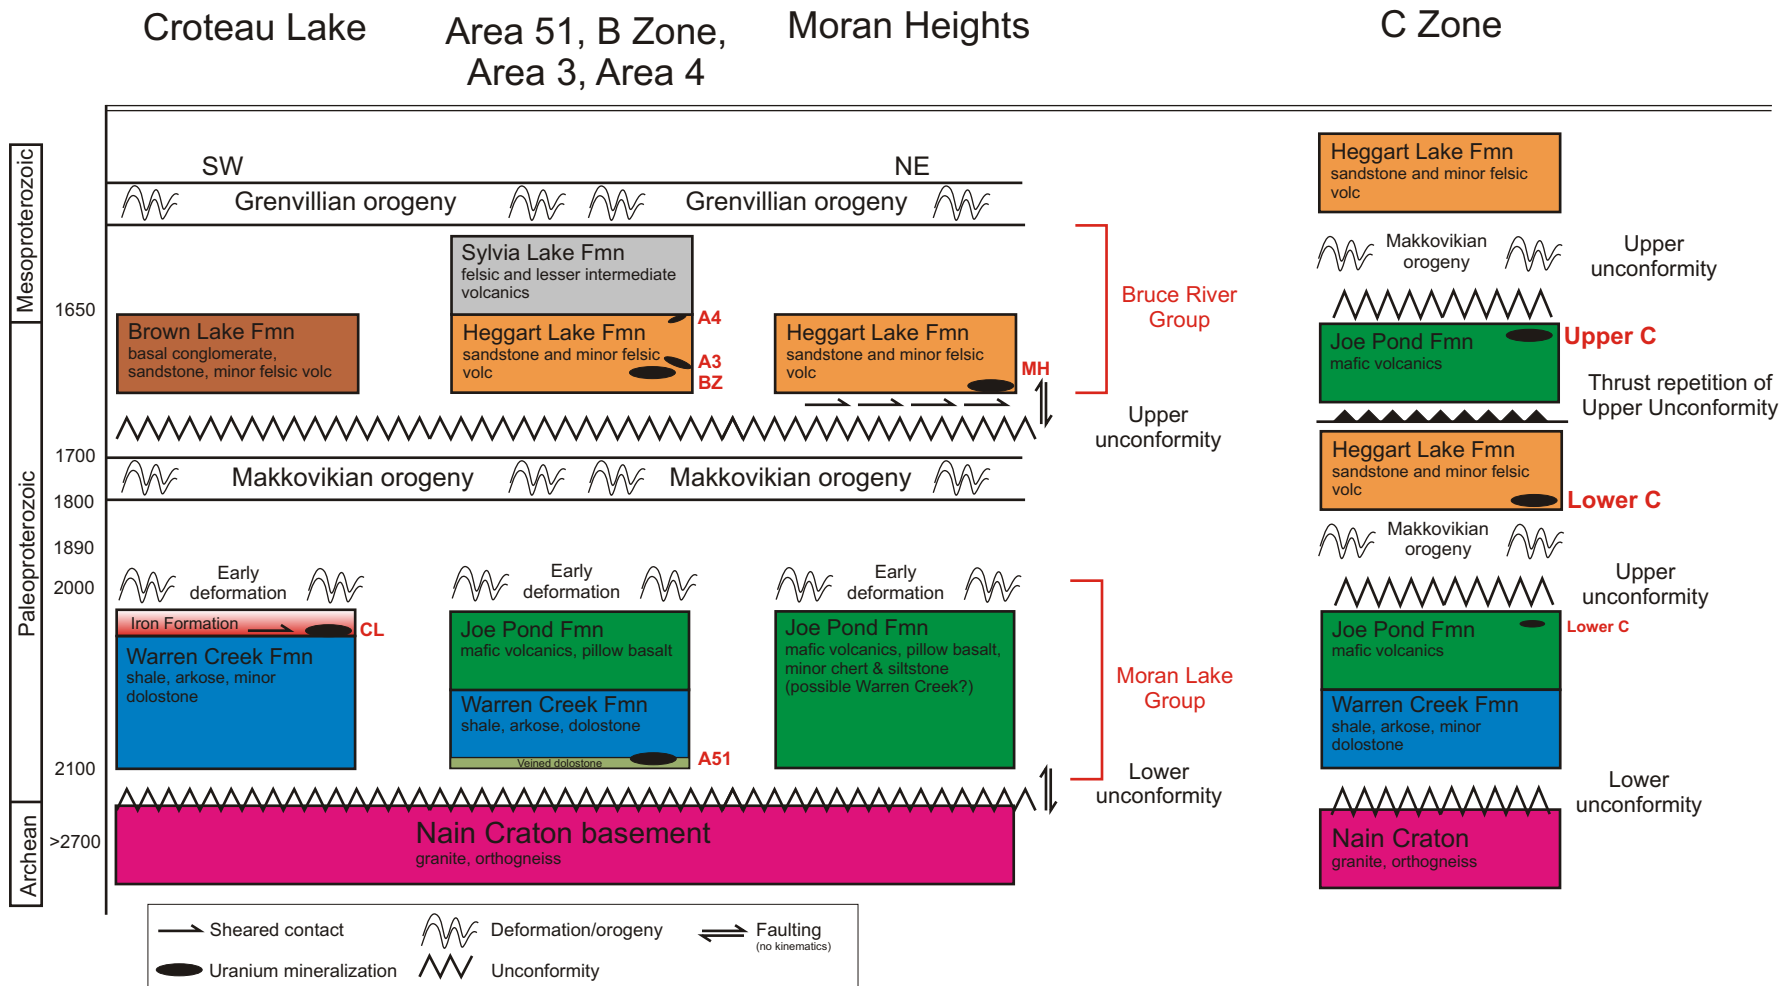 Croteau Lake
Area 51, B Zone,
Area 3, Area 4
Moran Heights
C Zone
Mesoproterozoic
Paleoproterozoic
Archean
1650
1700
1800
1890
2000
2100
>2700
SW
NE
Grenvillian orogeny
Grenvillian orogeny
Sylvia Lake Fmn
felsic and lesser intermediate
volcanics
Brown Lake Fmn
basal conglomerate,
sandstone, minor felsic volc
Heggart Lake Fmn
sandstone and minor felsic
volc
A4
A3
BZ
Heggart Lake Fmn
sandstone and minor felsic
volc
MH
Bruce River
Group
Upper
unconformity
Makkovikian orogeny
Makkovikian orogeny
Early
deformation
Early
deformation
Early
deformation
Iron Formation
CL
Warren Creek Fmn
shale, arkose, minor
dolostone
Joe Pond Fmn
mafic volcanics, pillow basalt
Warren Creek Fmn
shale, arkose, dolostone
Veined dolostone
A51
Joe Pond Fmn
mafic volcanics, pillow basalt,
minor chert & siltstone
(possible Warren Creek?)
Moran Lake
Group
Lower
unconformity
Nain Craton basement
granite, orthogneiss
Heggart Lake Fmn
sandstone and minor felsic
volc
Makkovikian
orogeny
Upper
unconformity
Joe Pond Fmn
mafic volcanics
Upper C
Thrust repetition of
Upper Unconformity
Heggart Lake Fmn
sandstone and minor felsic
volc
Lower C
Makkovikian
orogeny
Upper
unconformity
Joe Pond Fmn
mafic volcanics
Lower C
Warren Creek Fmn
shale, arkose, minor
dolostone
Lower
unconformity
Nain Craton
granite, orthogneiss
Sheared contact
Deformation/orogeny
Faulting
(no kinematics)
Uranium mineralization
Unconformity